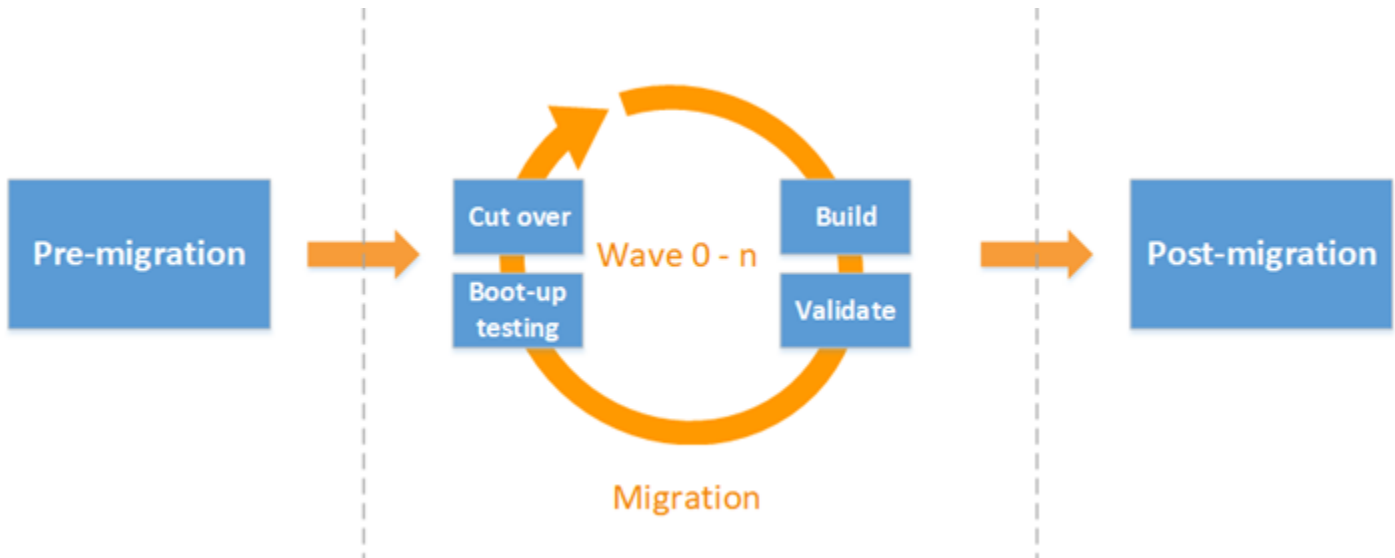 Pre-migration
Cut over
Boot-up
testing
Wave 0 - n
Build
Validate
Migration
Post-migration